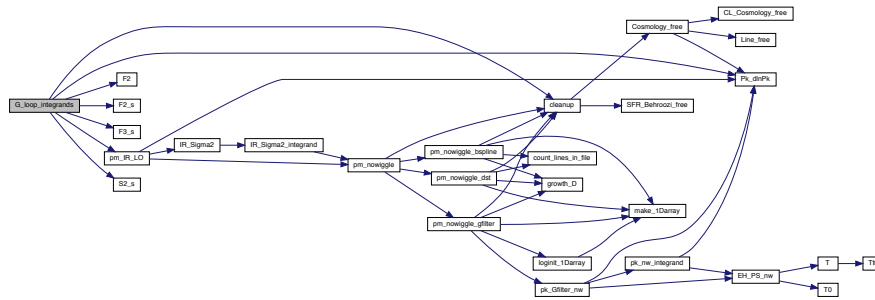 G_loop_integrands
F2
F2_s
F3_s
pm_IR_LO
S2_s
IR_Sigma2
IR_Sigma2_integrand
pm_nowiggle
pm_nowiggle_bspline
pm_nowiggle_dst
pm_nowiggle_gfilter
cleanup
count_lines_in_file
growth_D
loginit_1Darray
pk_Gfilter_nw
Cosmology_free
SFR_Behroozi_free
make_1Darray
pk_nw_integrand
CL_Cosmology_free
Line_free
Pk_dlnPk
EH_PS_nw
T
T0